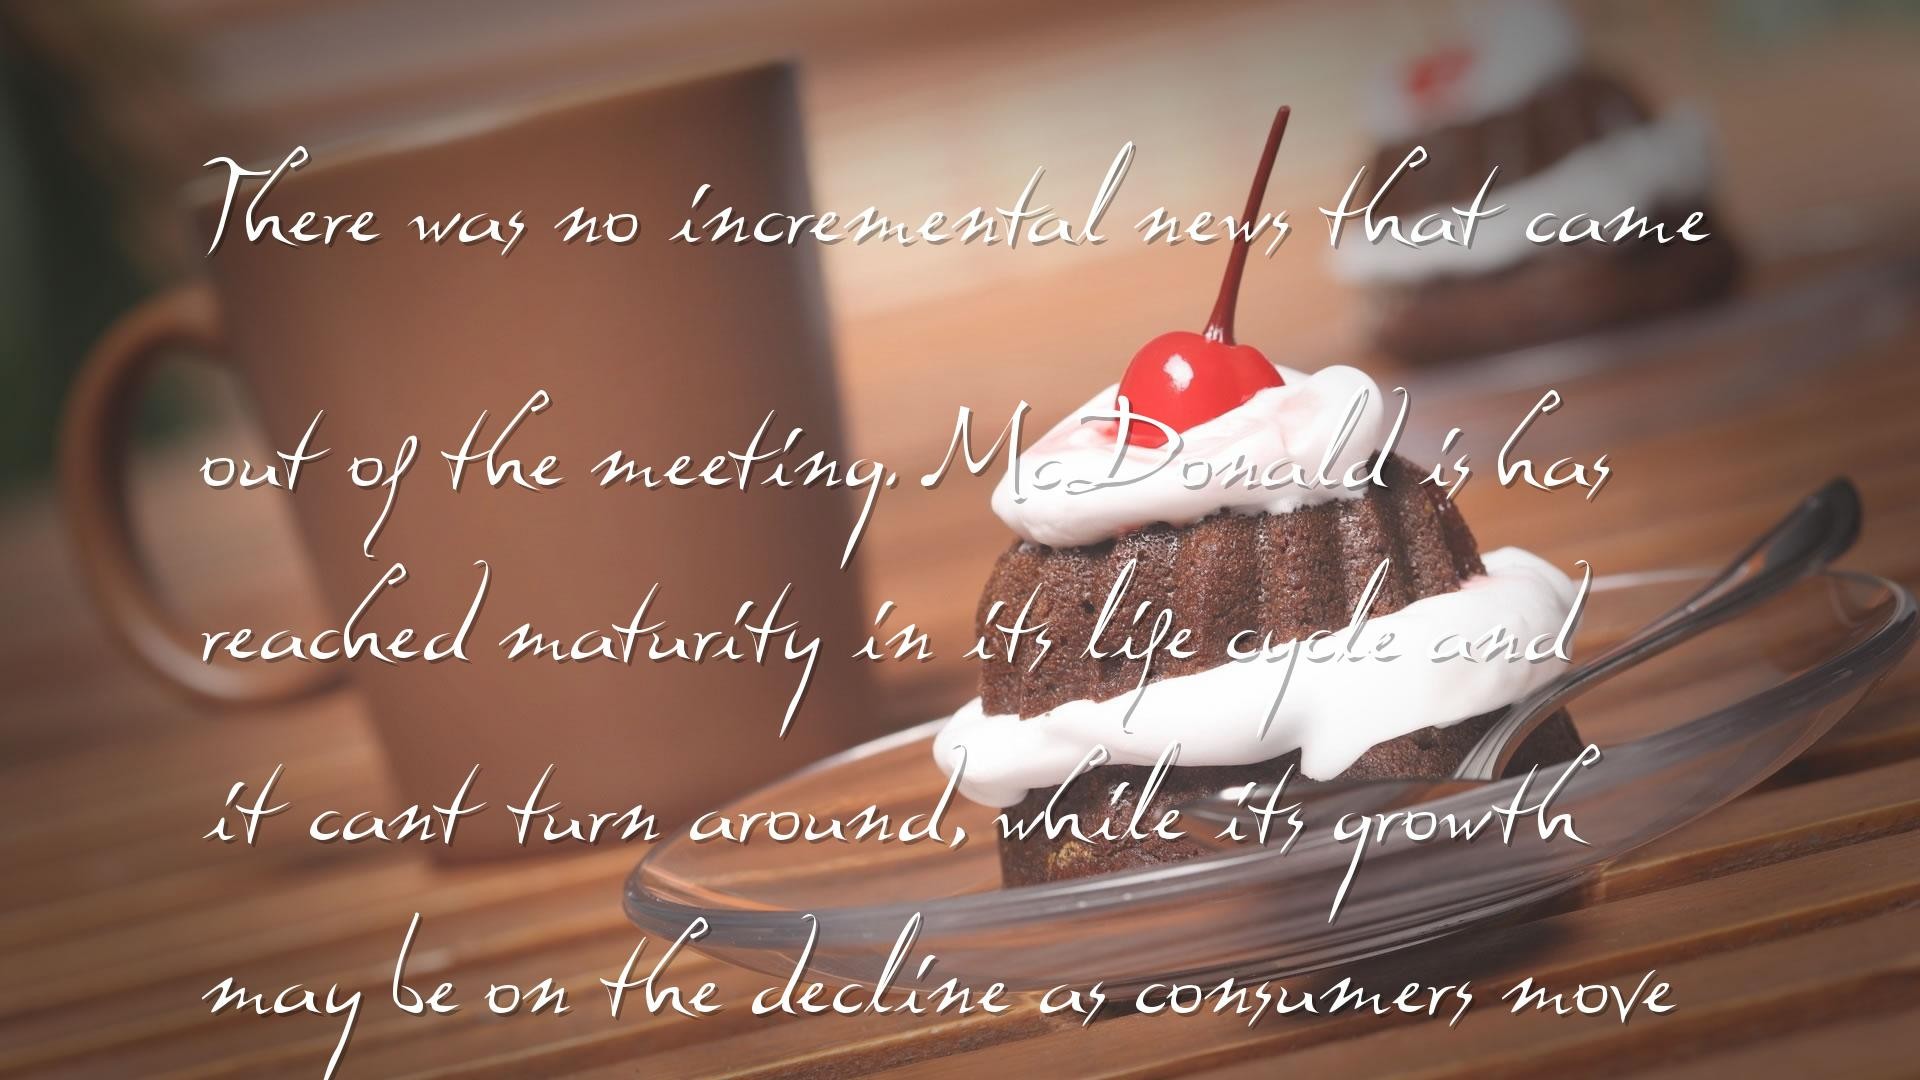 There was no incremental news that came
out of the meeting. McDonald is has
reached maturity in its life cycle and
it cant turn around, while its growth
may be on the decline as consumers move